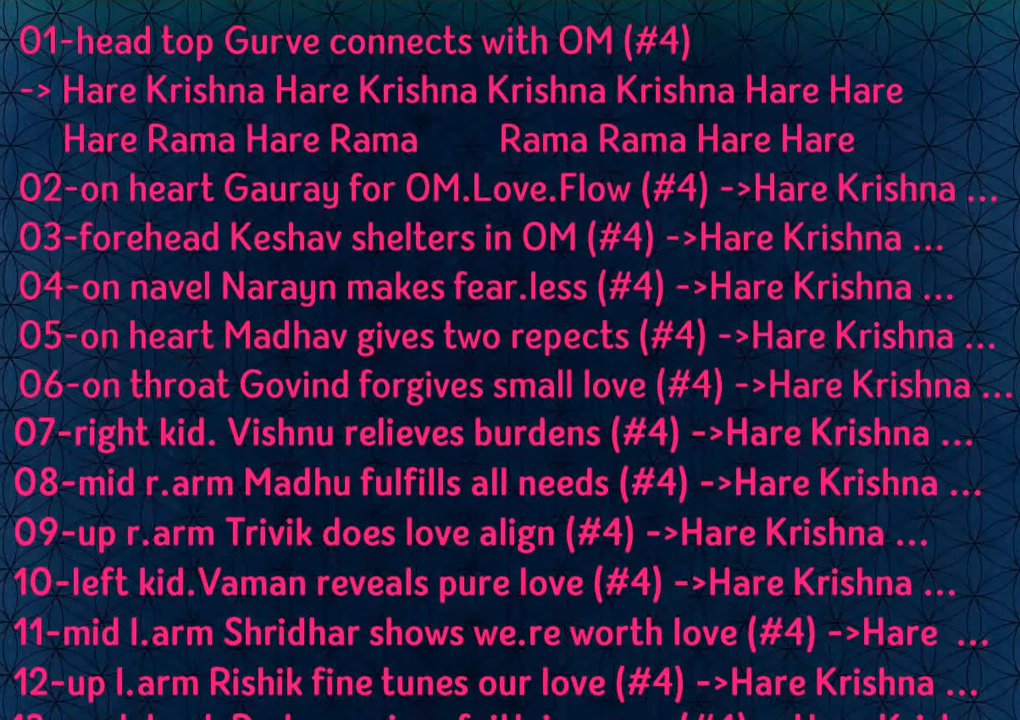 01-head top Gurve connects with OM (#4)
-> Hare Krishna Hare Krishna Krishna Krishna Hare Hare
Hare Rama Hare Rama Rama Rama Hare Hare
02-on heart Gauray for OM.Love.Flow (#4) ->Hare Krishna ...
03-forehead Keshav shelters in OM (#4) ->Hare Krishna ...
04-on navel Narayn makes fear.less (#4) ->Hare Krishna ...
05-on heart Madhav gives two repects (#4) ->Hare Krishna ...
06-on throat Govind forgives small love (#4) ->Hare Krishna ...
07-right kid. Vishnu relieves burdens (#4) ->Hare Krishna ...
08-mid r.arm Madhu fulfills all needs (#4) ->Hare Krishna ...
09-up r.arm Trivik does love align (#4) ->Hare Krishna ...
10-left kid.Vaman reveals pure love (#4) ->Hare Krishna ...
11-mid l.arm Shridhar shows we.re worth love (#4) ->Hare ...
12-up l.arm Rishik fine tunes our love (#4) ->Hare Krishna ...